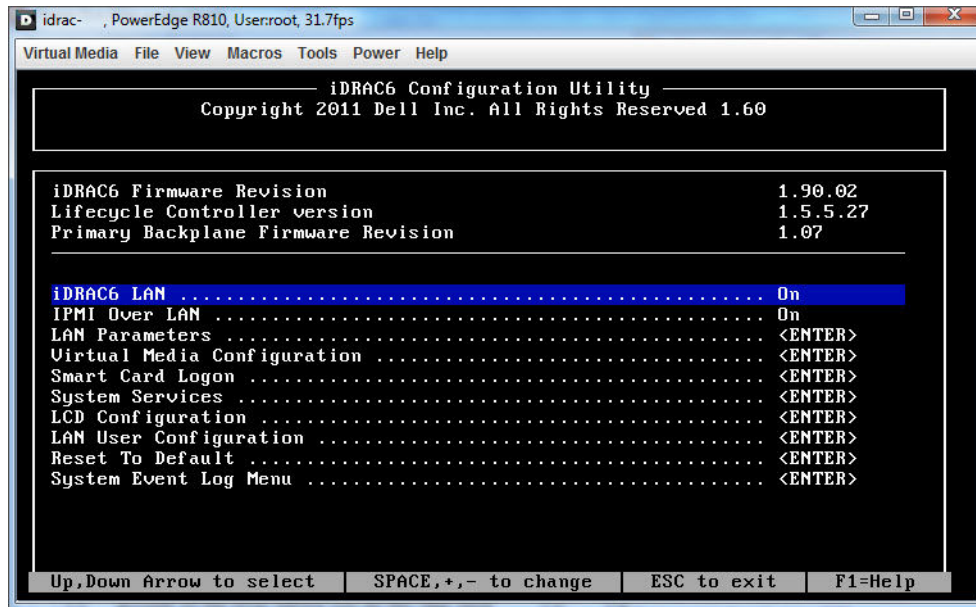 idrac- , PowerEdge R810, User:root, 31.7fps
Virtual Media File View Macros Tools Power Help
iDRAC6 Configuration Utility
Copyright 2011 Dell Inc. All Rights Reserved 1.60
iDRAC6 Firmware Revision 1.90.02
Lifecycle Controller version 1.5.5.27
Primary Backplane Firmware Revision 1.07
iDRAC6 LAN .................................................. On
IPMI Over LAN ............................................... On
LAN Parameters .............................................. <ENTER>
Virtual Media Configuration ................................. <ENTER>
Smart Card Logon ............................................ <ENTER>
System Services ............................................. <ENTER>
LCD Configuration ........................................... <ENTER>
LAN User Configuration ...................................... <ENTER>
Reset To Default ............................................ <ENTER>
System Event Log Menu ....................................... <ENTER>
Up,Down Arrow to select SPACE,+,- to change ESC to exit F1=Help